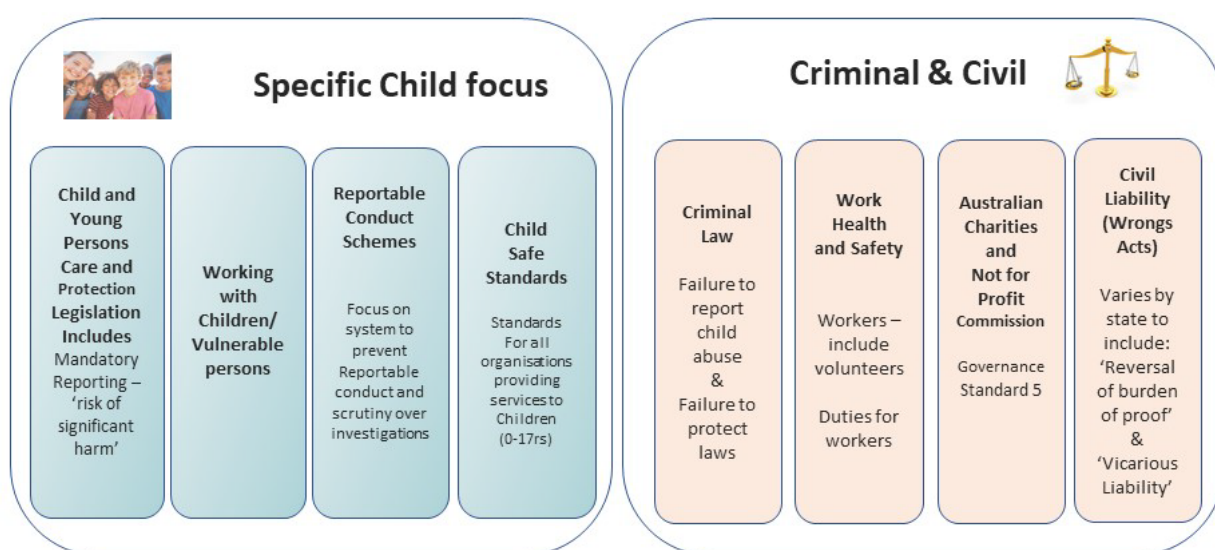 Specific Child focus
Child and
Young
Persons
Care and
Protection
Legislation
Includes
Mandatory
Reporting –
‘risk of
significant
harm’
Working
with
Children/
Vulnerable
persons
Reportable
Conduct
Schemes
Focus on
system to
prevent
Reportable
conduct and
scrutiny over
investigations
Child
Safe
Standards
Standards
For all
organisations
providing
services to
Children
(0-17rs)
Criminal & Civil
Criminal
Law
Failure to
report
child
abuse
&
Failure to
protect
laws
Work
Health
and Safety
Workers –
include
volunteers
Duties for
workers
Australian
Charities
and
Not for
Profit
Commission
Governance
Standard 5
Civil
Liability
(Wrongs
Acts)
Varies by
state to
include:
‘Reversal
of burden
of proof’
&
‘Vicarious
Liability’